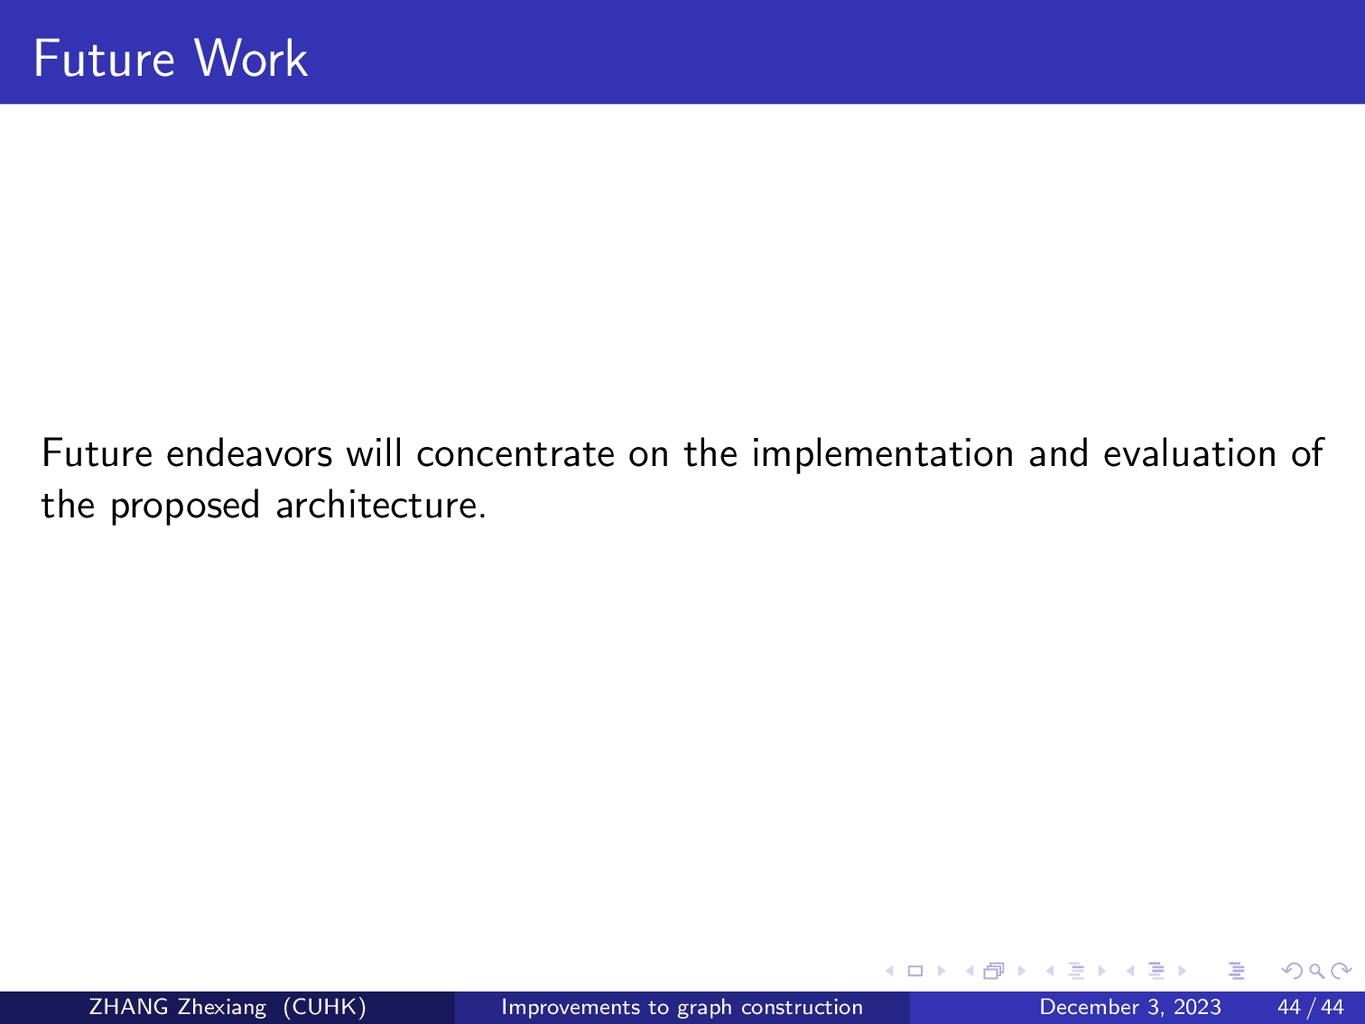 Future Work
Future endeavors will concentrate on the implementation and evaluation of
the proposed architecture.
ZHANG Zhexiang (CUHK)
Improvements to graph construction
December 3, 2023
44 / 44